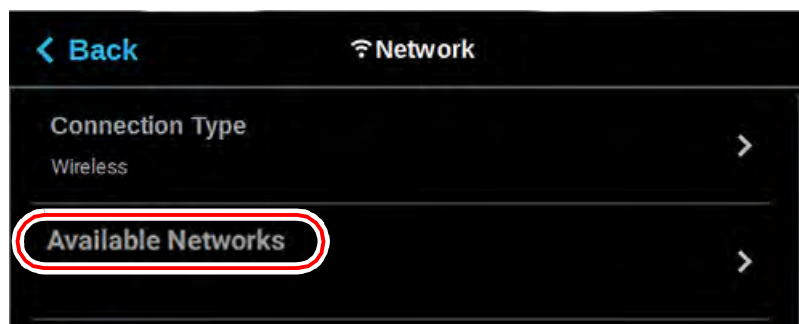 Back
Network
Connection Type
Wireless
Available Networks